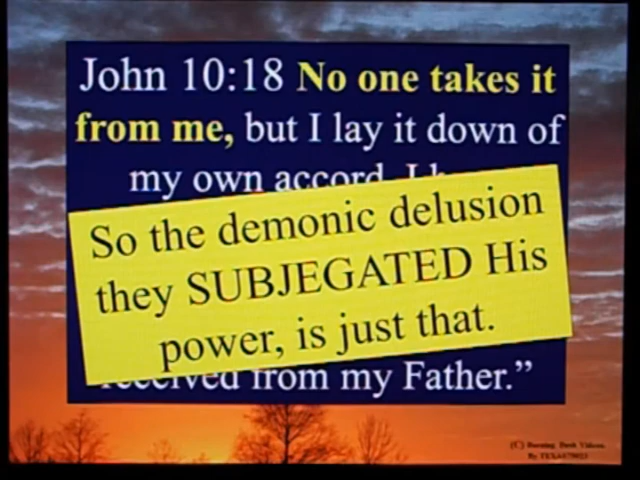 John 10:18 No one takes it
from me, but I lay it down of
my own accord.
So the demonic delusion
they SUBJEGATED His
power, is just that.
received from my Father.”